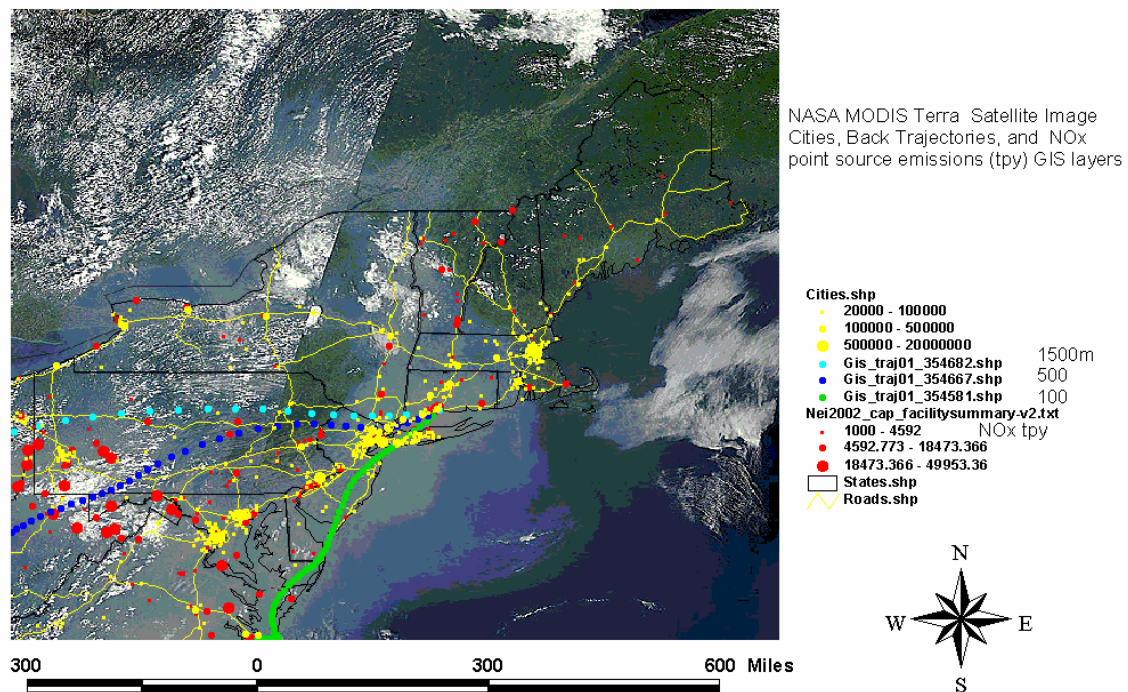 NASA MODIS Terra Satellite Image
Cities, Back Trajectories, and NOx
point source emissions (tpy) GIS layers
Cities.shp
20000 - 100000
100000 - 500000
500000 - 20000000
Gis_traj01_354682.shp 1500m
Gis_traj01_354667.shp 500
Gis_traj01_354581.shp 100
Nei2002_cap_facilitysummary-v2.txt
1000 - 4592 NOx tpy
4592.773 - 18473.366
18473.366 - 49953.36
States.shp
Roads.shp
N
W E
S
300 0 300 600 Miles